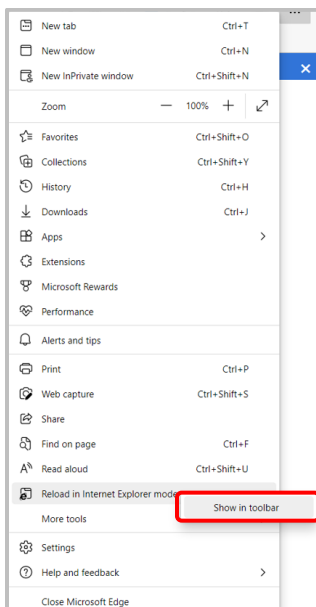 New tab Ctrl+T
New window Ctrl+N
New InPrivate window Ctrl+Shift+N
Zoom — 100% +
Favorites Ctrl+Shift+O
Collections Ctrl+Shift+Y
History Ctrl+H
Downloads Ctrl+J
Apps
Extensions
Microsoft Rewards
Performance
Alerts and tips
Print Ctrl+P
Web capture Ctrl+Shift+S
Share
Find on page Ctrl+F
Read aloud Ctrl+Shift+U
Reload in Internet Explorer mode
Show in toolbar
More tools
Settings
Help and feedback
Close Microsoft Edge